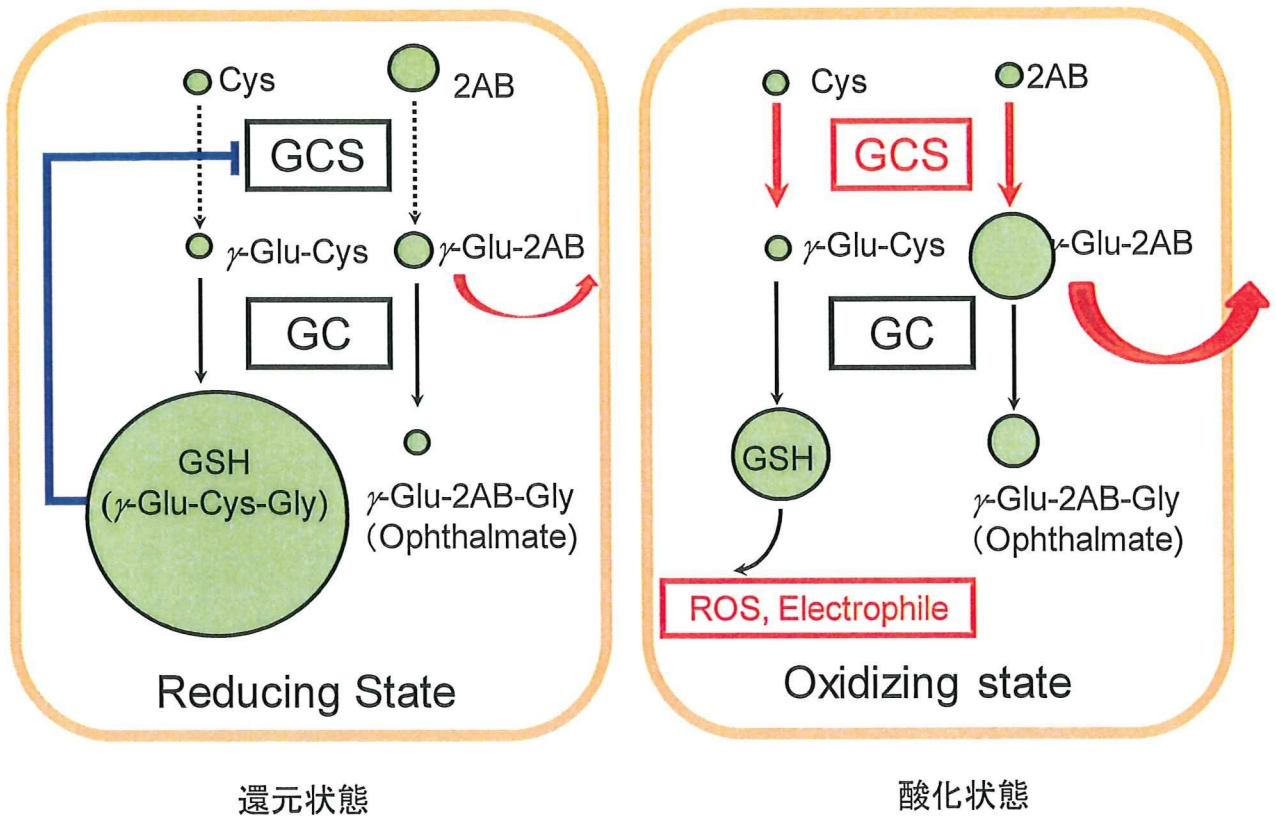 Cys
2AB
GCS
γ-Glu-Cys
γ-Glu-2AB
GC
GSH
(γ-Glu-Cys-Gly)
γ-Glu-2AB-Gly
(Ophthalmate)
Reducing State
還元状態
Cys
2AB
GCS
γ-Glu-Cys
γ-Glu-2AB
GC
GSH
γ-Glu-2AB-Gly
(Ophthalmate)
ROS, Electrophile
Oxidizing state
酸化状態